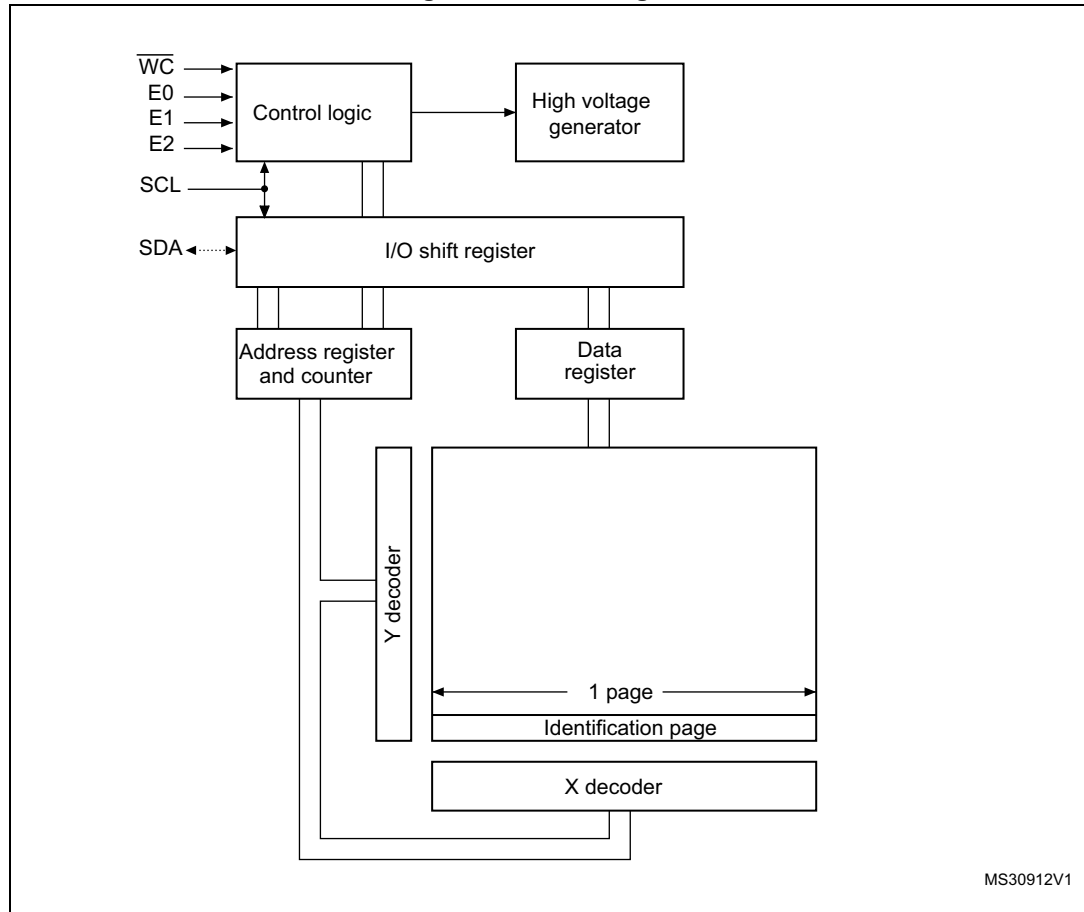 W̅C̅
E0
E1
E2
SCL
SDA
Control logic
High voltage
generator
I/O shift register
Address register
and counter
Data
register
Y decoder
1 page
Identification page
X decoder
MS30912V1